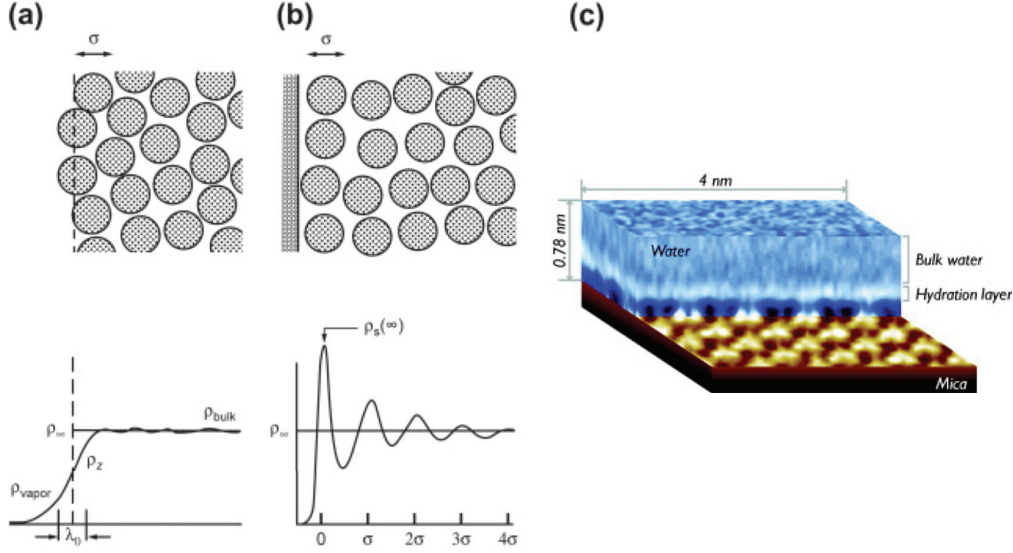 (a)
σ
ρ∞
ρbulk
ρz
ρvapor
λ0
(b)
σ
ρs(∞)
ρ∞
0 σ 2σ 3σ 4σ
(c)
4 nm
0.78 nm
Water
Bulk water
Hydration layer
Mica